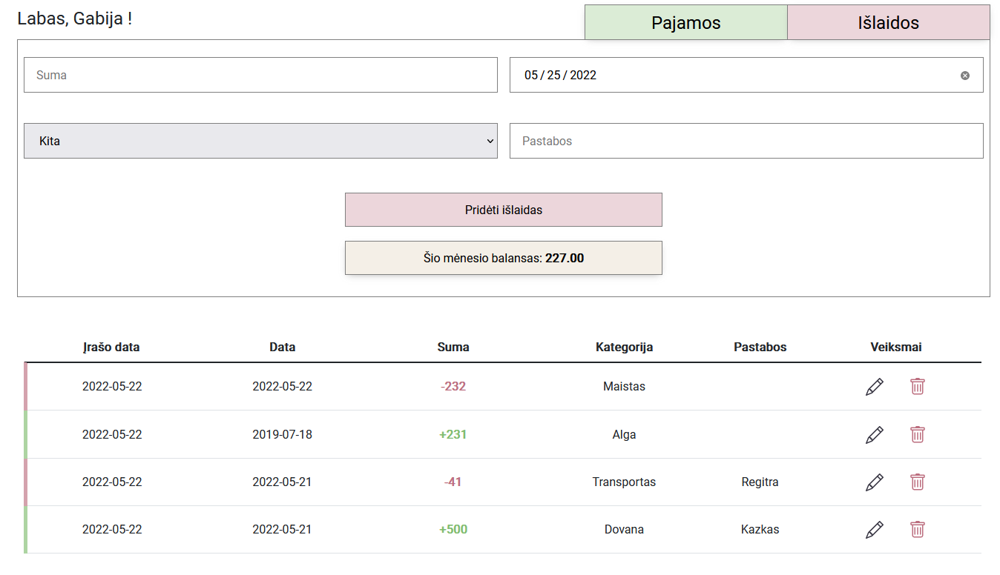 Labas, Gabija !
Pajamos Išlaidos
Suma 05 / 25 / 2022
Kita Pastabos
Pridėti išlaidas
Šio mėnesio balansas: 227.00
Įrašo data Data Suma Kategorija Pastabos Veiksmai
2022-05-22 2022-05-22 -232 Maistas
2022-05-22 2019-07-18 +231 Alga
2022-05-22 2022-05-21 -41 Transportas Regitra
2022-05-22 2022-05-21 +500 Dovana Kazkas